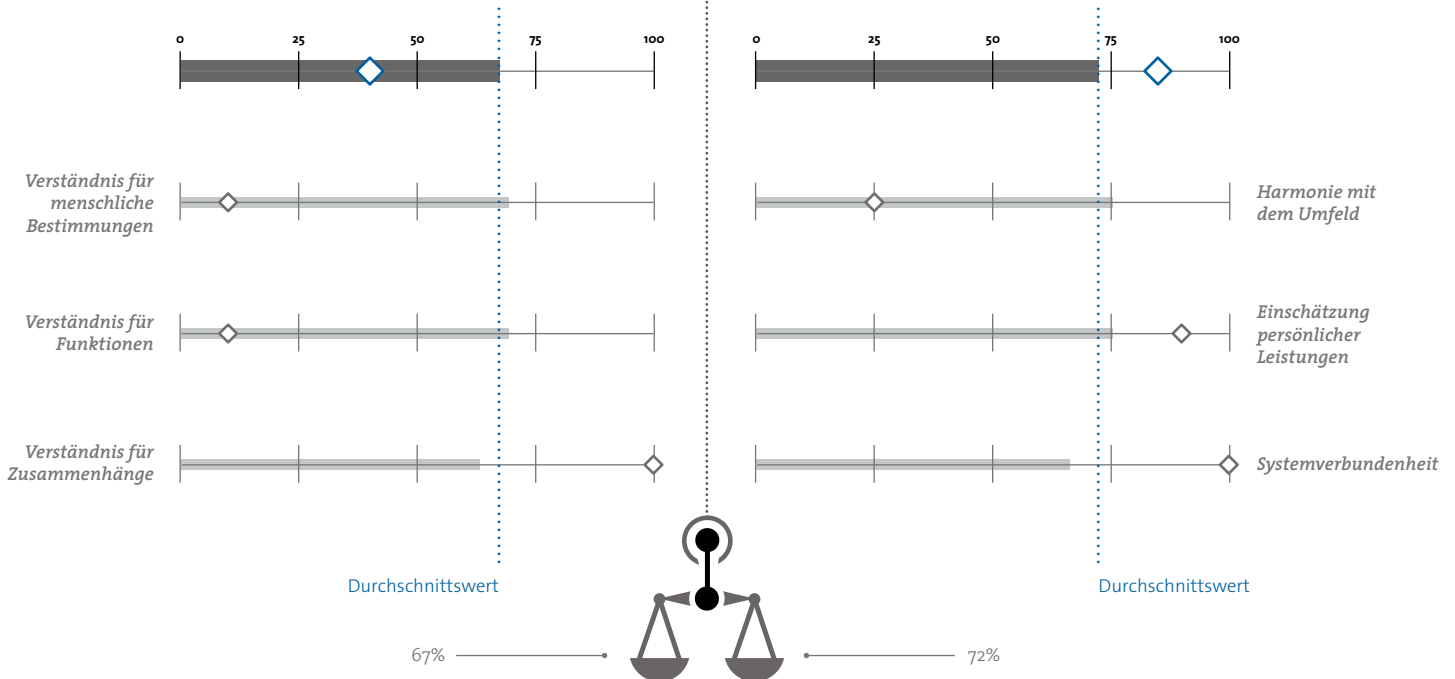 0 25 50 75 100
0 25 50 75 100
Verständnis für
menschliche
Bestimmungen
Harmonie mit
dem Umfeld
Verständnis für
Funktionen
Einschätzung
persönlicher
Leistungen
Verständnis für
Zusammenhänge
Systemverbundenheit
Durchschnittswert
Durchschnittswert
67%
72%